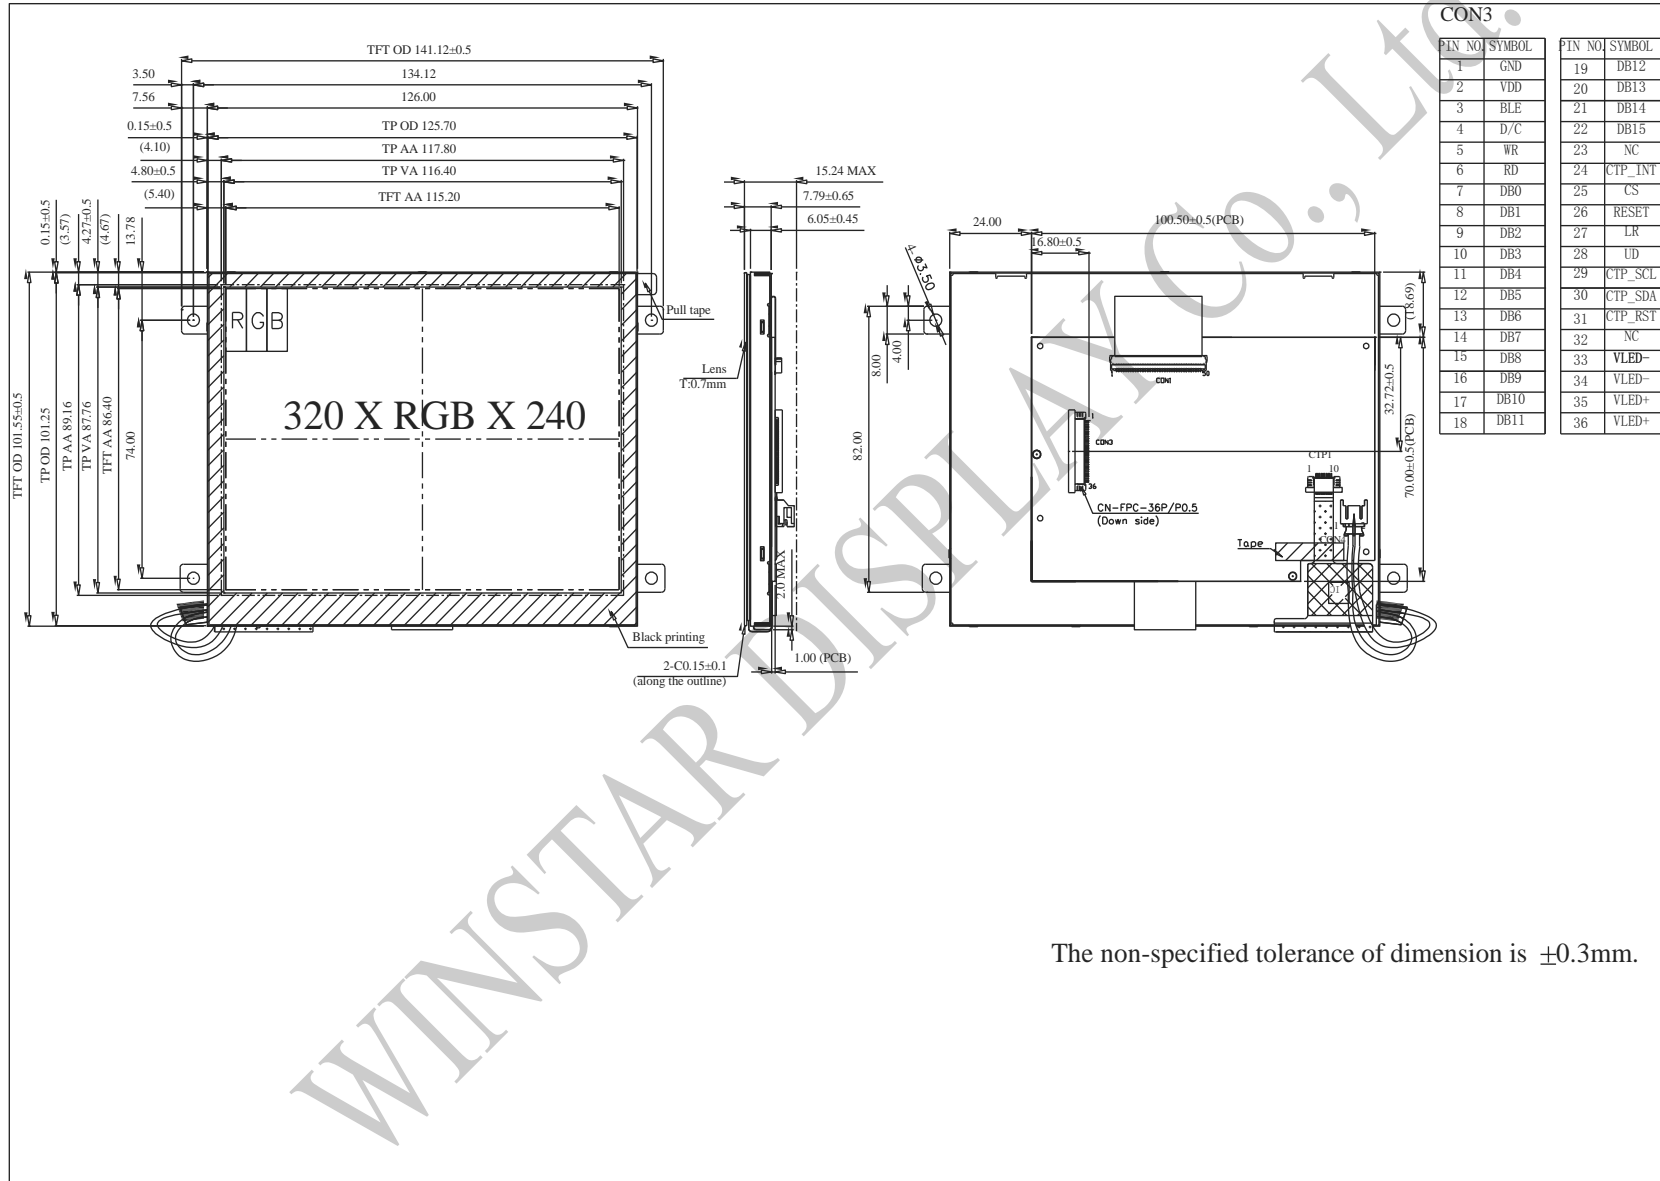 CON3
PIN NO. SYMBOL PIN NO. SYMBOL
1 GND 19 DB12
2 VDD 20 DB13
3 BLE 21 DB14
4 D/C 22 DB15
5 WR 23 NC
6 RD 24 CTP_INT
7 DB0 25 CS
8 DB1 26 RESET
9 DB2 27 LR
10 DB3 28 UD
11 DB4 29 CTP_SCL
12 DB5 30 CTP_SDA
13 DB6 31 CTP_RST
14 DB7 32 NC
15 DB8 33 VLED-
16 DB9 34 VLED-
17 DB10 35 VLED+
18 DB11 36 VLED+
TFT OD 141.12±0.5
3.50 134.12
7.56 126.00
0.15±0.5 TP OD 125.70
(4.10) TP AA 117.80
4.80±0.5 TP VA 116.40
(5.40) TFT AA 115.20
0.15±0.5
(3.57)
4.27±0.5
(4.67)
13.78
TFT OD 101.55±0.5
TP OD 101.25
TP AA 89.16
TP VA 87.76
TFT AA 86.40
74.00
R G B
320 X RGB X 240
Pull tape
Black printing
15.24 MAX
7.79±0.65
6.05±0.45
Lens
T:0.7mm
2.0 MAX
1.00 (PCB)
2-C0.15±0.1
(along the outline)
24.00
100.50±0.5(PCB)
16.80±0.5
4-ø3.50
8.00
4.00
82.00
(18.69)
32.72±0.5
70.00±0.5(PCB)
1 50
CON1
1
CON3
36
CN-FPC-36P/P0.5
(Down side)
CTP1
1 10
1
Tape
The non-specified tolerance of dimension is ±0.3mm.
WINSTAR DISPLAY Co., Ltd.